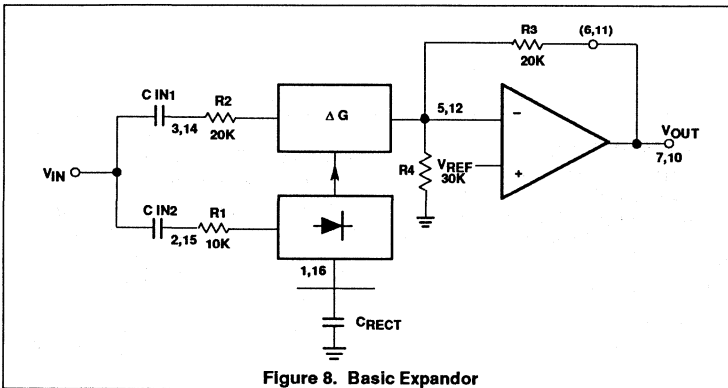 R3
(6,11)
20K
C IN1
R2
3,14
20K
Δ G
5,12
−
+
VOUT
7,10
VREF
R4
30K
VIN
C IN2
R1
2,15
10K
1,16
CRECT
Figure 8. Basic Expandor